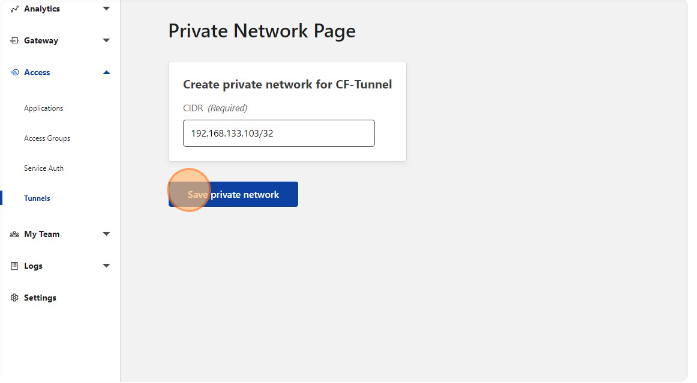 Analytics
Gateway
Access
Applications
Access Groups
Service Auth
Tunnels
My Team
Logs
Settings
Private Network Page
Create private network for CF-Tunnel
CIDR (Required)
192.168.133.103/32
Save private network